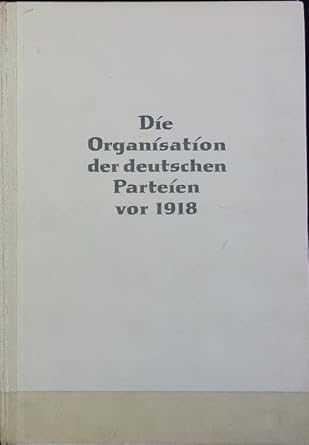 Die
Organisation
der deutschen
Parteien
vor 1918